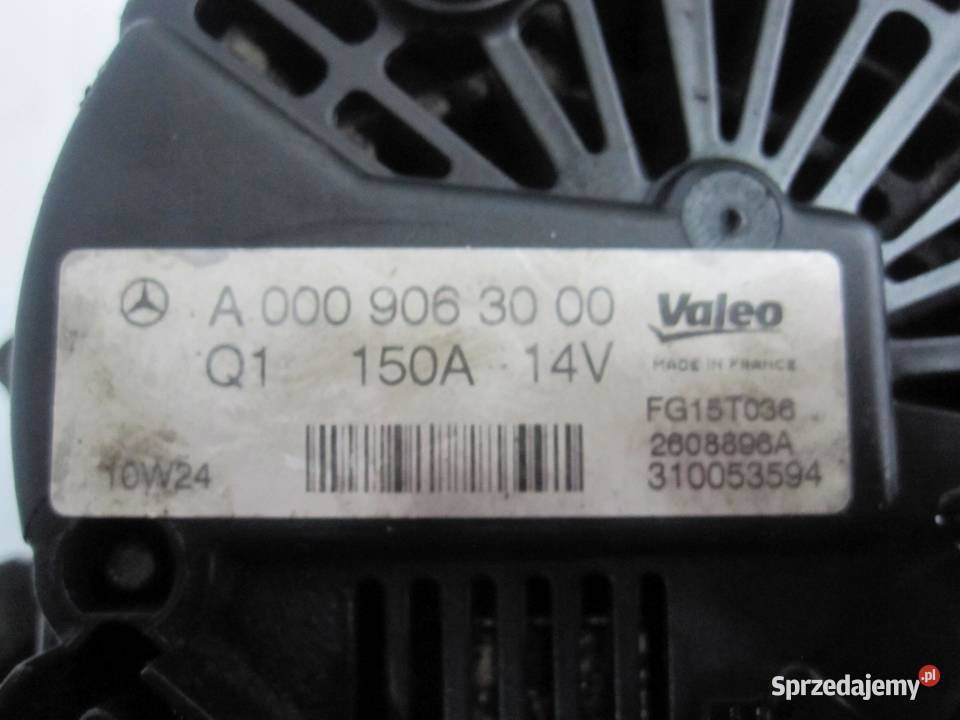 A 000 906 30 00
Valeo
MADE IN FRANCE
Q1 150A 14V
FG15T036
2608896A
310053594
10W24
Sprzedajemy.pl